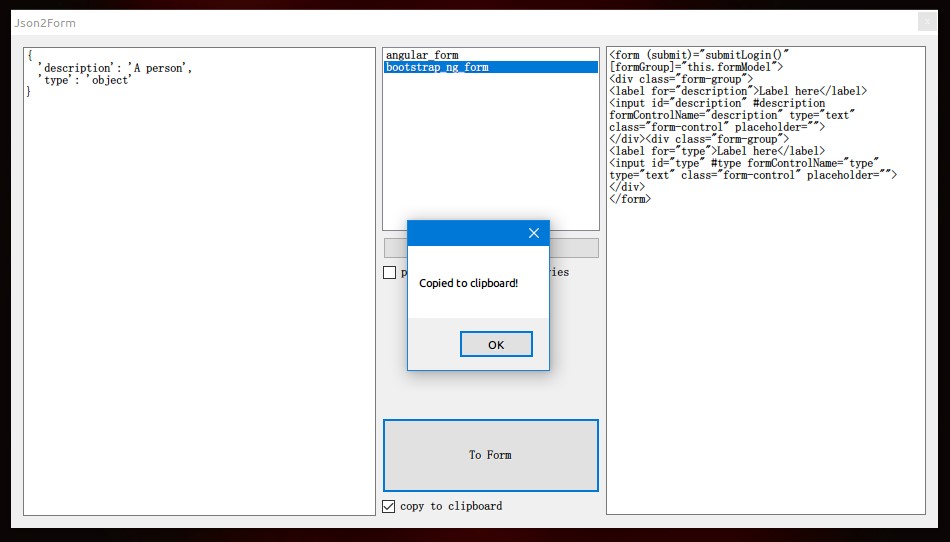 Json2Form
{
'description': 'A person',
'type': 'object'
}
angular_form
bootstrap_ng_form
Copied to clipboard!
OK
To Form
copy to clipboard
<form (submit)="submitLogin()"
[formGroup]="this.formModel">
<div class="form-group">
<label for="description">Label here</label>
<input id="description" #description
formControlName="description" type="text"
class="form-control" placeholder="">
</div><div class="form-group">
<label for="type">Label here</label>
<input id="type" #type formControlName="type"
type="text" class="form-control" placeholder="">
</div>
</form>